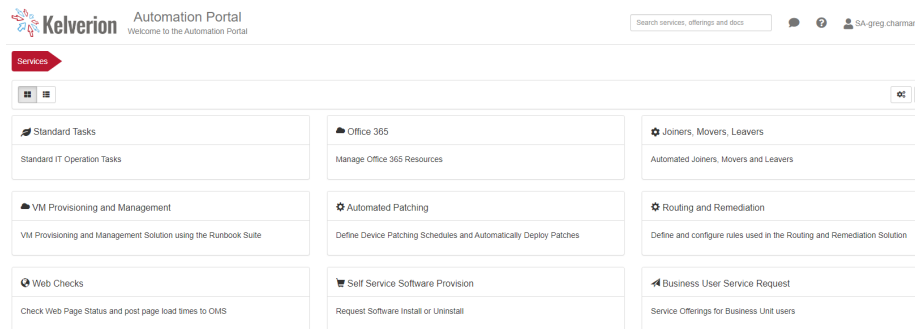 Kelverion
Automation Portal
Welcome to the Automation Portal
Search services, offerings and docs
SA-greg.charman
Services
Standard Tasks
Standard IT Operation Tasks
Office 365
Manage Office 365 Resources
Joiners, Movers, Leavers
Automated Joiners, Movers and Leavers
VM Provisioning and Management
VM Provisioning and Management Solution using the Runbook Suite
Automated Patching
Define Device Patching Schedules and Automatically Deploy Patches
Routing and Remediation
Define and configure rules used in the Routing and Remediation Solution
Web Checks
Check Web Page Status and post page load times to OMS
Self Service Software Provision
Request Software Install or Uninstall
Business User Service Request
Service Offerings for Business Unit users